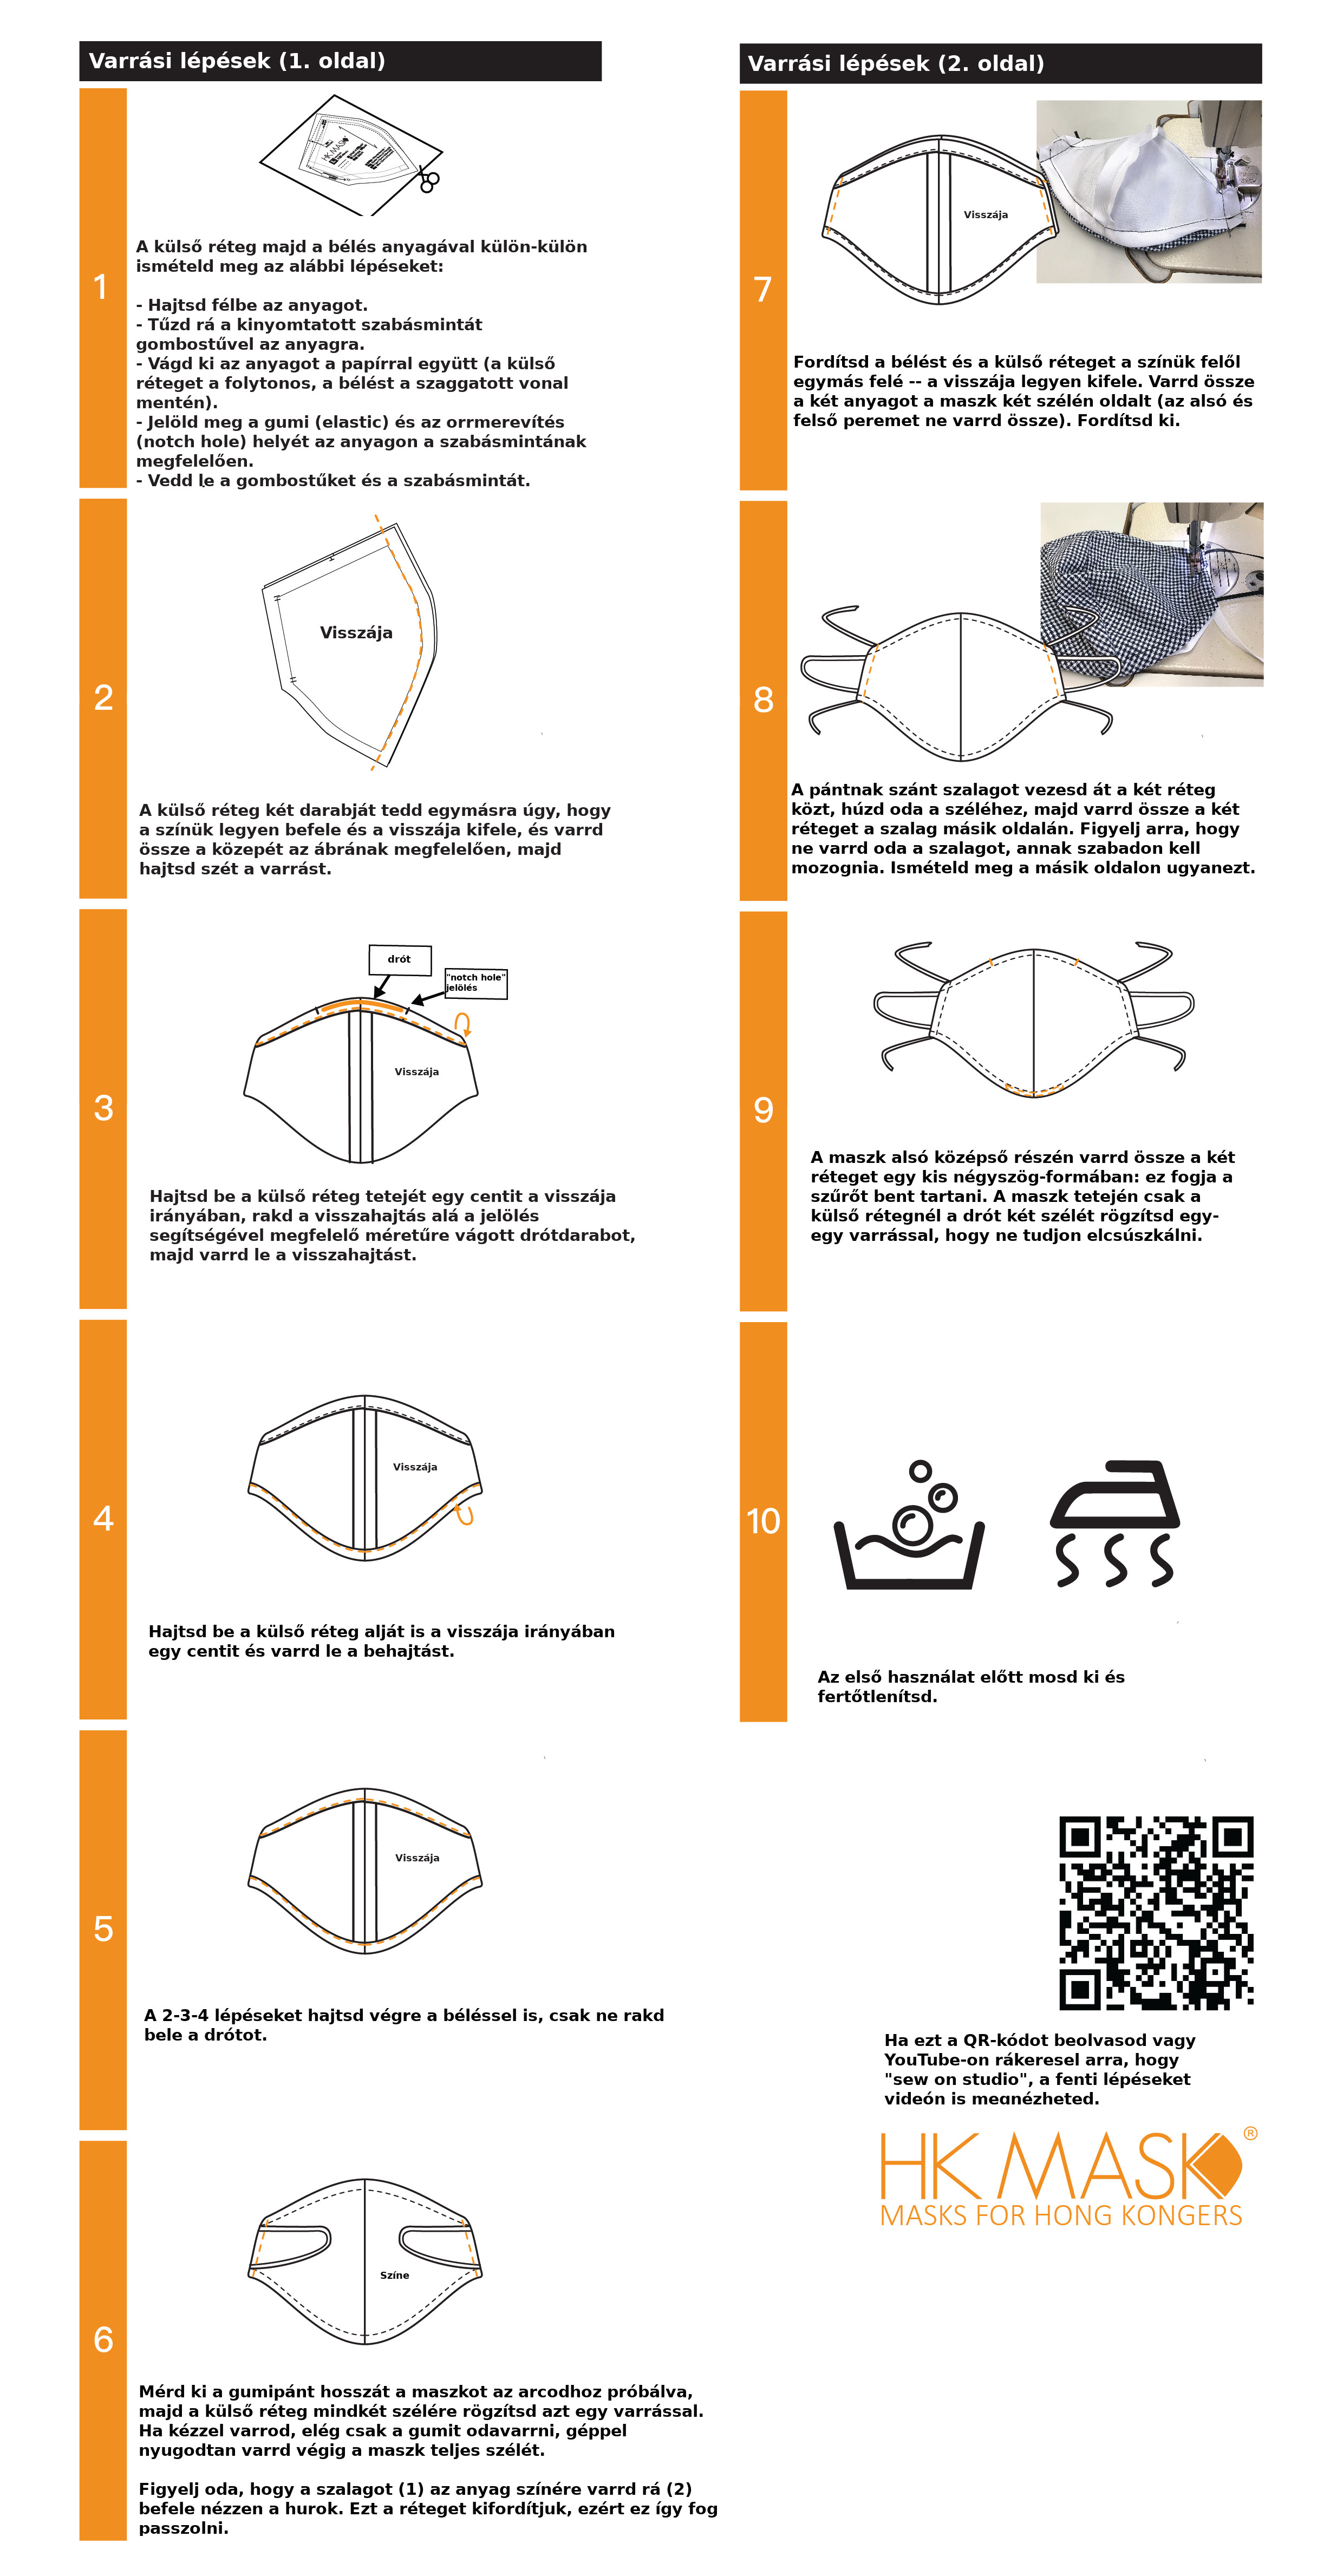 Varrási lépések (1. oldal)
1
A külső réteg majd a bélés anyagával külön-külön
ismételd meg az alábbi lépéseket:
- Hajtsd félbe az anyagot.
- Tűzd rá a kinyomtatott szabásmintát
gombostűvel az anyagra.
- Vágd ki az anyagot a papírral együtt (a külső
réteget a folytonos, a bélést a szaggatott vonal
mentén).
- Jelöld meg a gumi (elastic) és az orrmerevítés
(notch hole) helyét az anyagon a szabásmintának
megfelelően.
- Vedd le a gombostűket és a szabásmintát.
2
Visszája
A külső réteg két darabját tedd egymásra úgy, hogy
a színük legyen befele és a visszája kifele, és varrd
össze a közepét az ábrának megfelelően, majd
hajtsd szét a varrást.
3
drót
"notch hole"
jelölés
Visszája
Hajtsd be a külső réteg tetejét egy centit a visszája
irányában, rakd a visszahajtás alá a jelölés
segítségével megfelelő méretűre vágott drótdarabot,
majd varrd le a visszahajtást.
4
Visszája
Hajtsd be a külső réteg alját is a visszája irányában
egy centit és varrd le a behajtást.
5
Visszája
A 2-3-4 lépéseket hajtsd végre a béléssel is, csak ne rakd
bele a drótot.
6
Színe
Mérd ki a gumipánt hosszát a maszkot az arcodhoz próbálva,
majd a külső réteg mindkét szélére rögzítsd azt egy varrással.
Ha kézzel varrod, elég csak a gumit odavarrni, géppel
nyugodtan varrd végig a maszk teljes szélét.
Figyelj oda, hogy a szalagot (1) az anyag színére varrd rá (2)
befele nézzen a hurok. Ezt a réteget kifordítjuk, ezért ez így fog
passzolni.
Varrási lépések (2. oldal)
7
Visszája
Fordítsd a bélést és a külső réteget a színük felől
egymás felé -- a visszája legyen kifele. Varrd össze
a két anyagot a maszk két szélén oldalt (az alsó és
felső peremet ne varrd össze). Fordítsd ki.
8
A pántnak szánt szalagot vezesd át a két réteg
közt, húzd oda a széléhez, majd varrd össze a két
réteget a szalag másik oldalán. Figyelj arra, hogy
ne varrd oda a szalagot, annak szabadon kell
mozognia. Ismételd meg a másik oldalon ugyanezt.
9
A maszk alsó középső részén varrd össze a két
réteget egy kis négyszög-formában: ez fogja a
szűrőt bent tartani. A maszk tetején csak a
külső rétegnél a drót két szélét rögzítsd egy-
egy varrással, hogy ne tudjon elcsúszkálni.
10
Az első használat előtt mosd ki és
fertőtlenítsd.
Ha ezt a QR-kódot beolvasod vagy
YouTube-on rákeresel arra, hogy
"sew on studio", a fenti lépéseket
videón is megnézheted.
HK MASK ®
MASKS FOR HONG KONGERS